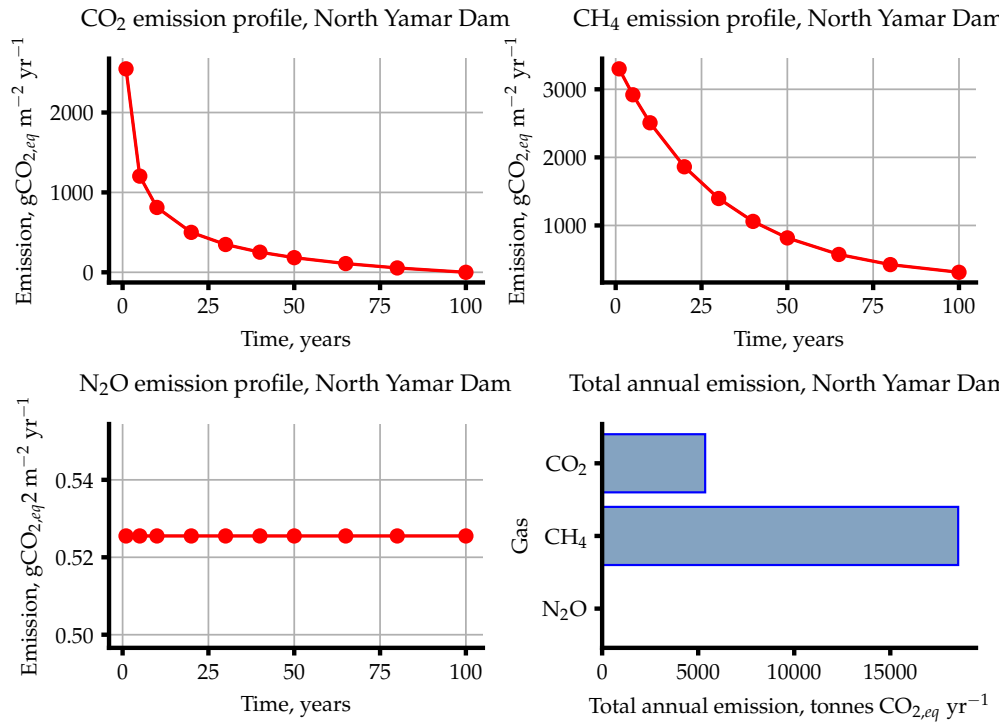 CO₂ emission profile, North Yamar Dam
Emission, gCO₂,eq m⁻² yr⁻¹
2000
1000
0
0 25 50 75 100
Time, years
CH₄ emission profile, North Yamar Dam
Emission, gCO₂,eq m⁻² yr⁻¹
3000
2000
1000
0 25 50 75 100
Time, years
N₂O emission profile, North Yamar Dam
Emission, gCO₂,eq2 m⁻² yr⁻¹
0.54
0.52
0.50
0 25 50 75 100
Time, years
Total annual emission, North Yamar Dam
Gas
CO₂
CH₄
N₂O
0 5000 10000 15000
Total annual emission, tonnes CO₂,eq yr⁻¹